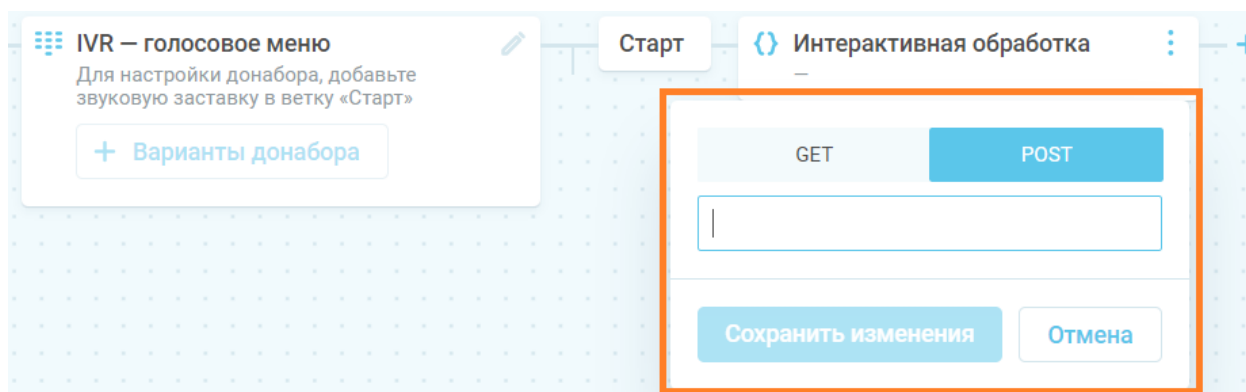 IVR — голосовое меню
Для настройки донабора, добавьте
звуковую заставку в ветку «Старт»
+ Варианты донабора
Старт
{} Интерактивная обработка
—
GET
POST
Сохранить изменения
Отмена